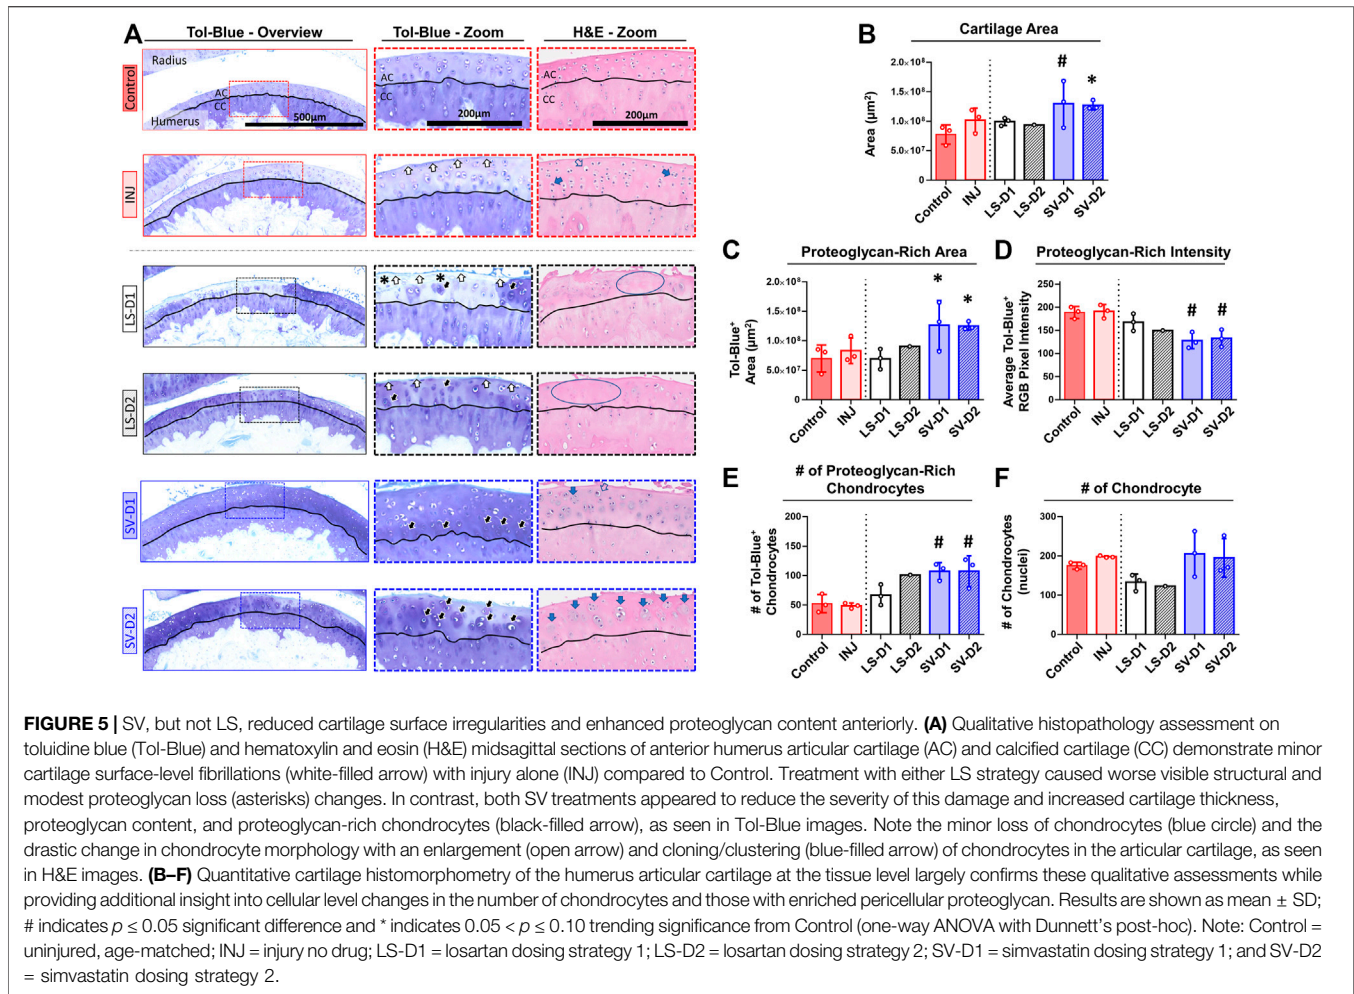 A
Tol-Blue - Overview
Tol-Blue - Zoom
H&E - Zoom
Control
Radius
AC
CC
Humerus
500µm
AC
CC
200µm
AC
CC
200µm
INJ
LS-D1
* *
LS-D2
SV-D1
SV-D2
B
Cartilage Area
Area (µm²)
2.0×10⁸
1.5×10⁸
1.0×10⁸
5.0×10⁷
0
# *
Control INJ LS-D1 LS-D2 SV-D1 SV-D2
C
Proteoglycan-Rich Area
Tol-Blue⁺
Area (µm²)
2.0×10⁸
1.5×10⁸
1.0×10⁸
5.0×10⁷
0
* *
Control INJ LS-D1 LS-D2 SV-D1 SV-D2
D
Proteoglycan-Rich Intensity
Average Tol-Blue⁺
RGB Pixel Intensity
250
200
150
100
50
0
# #
Control INJ LS-D1 LS-D2 SV-D1 SV-D2
E
# of Proteoglycan-Rich
Chondrocytes
# of Tol-Blue⁺
Chondrocytes
200
150
100
50
0
# #
Control INJ LS-D1 LS-D2 SV-D1 SV-D2
F
# of Chondrocyte
# of Chondrocytes
(nuclei)
300
200
100
0
Control INJ LS-D1 LS-D2 SV-D1 SV-D2
FIGURE 5 | SV, but not LS, reduced cartilage surface irregularities and enhanced proteoglycan content anteriorly. (A) Qualitative histopathology assessment on
toluidine blue (Tol-Blue) and hematoxylin and eosin (H&E) midsagittal sections of anterior humerus articular cartilage (AC) and calcified cartilage (CC) demonstrate minor
cartilage surface-level fibrillations (white-filled arrow) with injury alone (INJ) compared to Control. Treatment with either LS strategy caused worse visible structural and
modest proteoglycan loss (asterisks) changes. In contrast, both SV treatments appeared to reduce the severity of this damage and increased cartilage thickness,
proteoglycan content, and proteoglycan-rich chondrocytes (black-filled arrow), as seen in Tol-Blue images. Note the minor loss of chondrocytes (blue circle) and the
drastic change in chondrocyte morphology with an enlargement (open arrow) and cloning/clustering (blue-filled arrow) of chondrocytes in the articular cartilage, as seen
in H&E images. (B–F) Quantitative cartilage histomorphometry of the humerus articular cartilage at the tissue level largely confirms these qualitative assessments while
providing additional insight into cellular level changes in the number of chondrocytes and those with enriched pericellular proteoglycan. Results are shown as mean ± SD;
# indicates p ≤ 0.05 significant difference and * indicates 0.05 < p ≤ 0.10 trending significance from Control (one-way ANOVA with Dunnett's post-hoc). Note: Control =
uninjured, age-matched; INJ = injury no drug; LS-D1 = losartan dosing strategy 1; LS-D2 = losartan dosing strategy 2; SV-D1 = simvastatin dosing strategy 1; and SV-D2
= simvastatin dosing strategy 2.